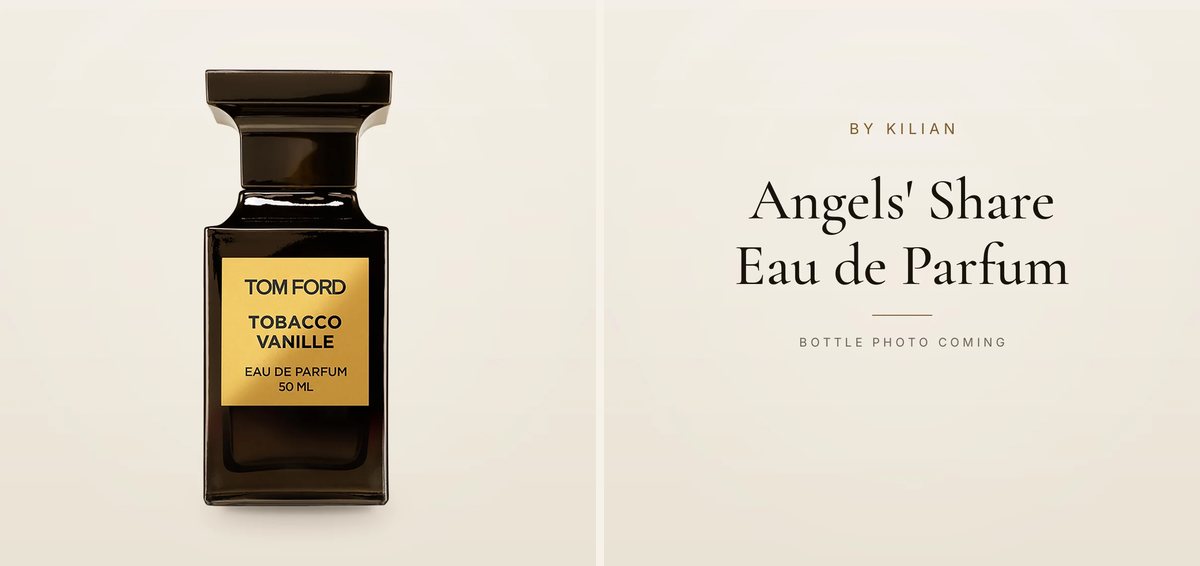 TOM FORD
TOBACCO
VANILLE
EAU DE PARFUM
50 ML
BY KILIAN
Angels' Share
Eau de Parfum
BOTTLE PHOTO COMING